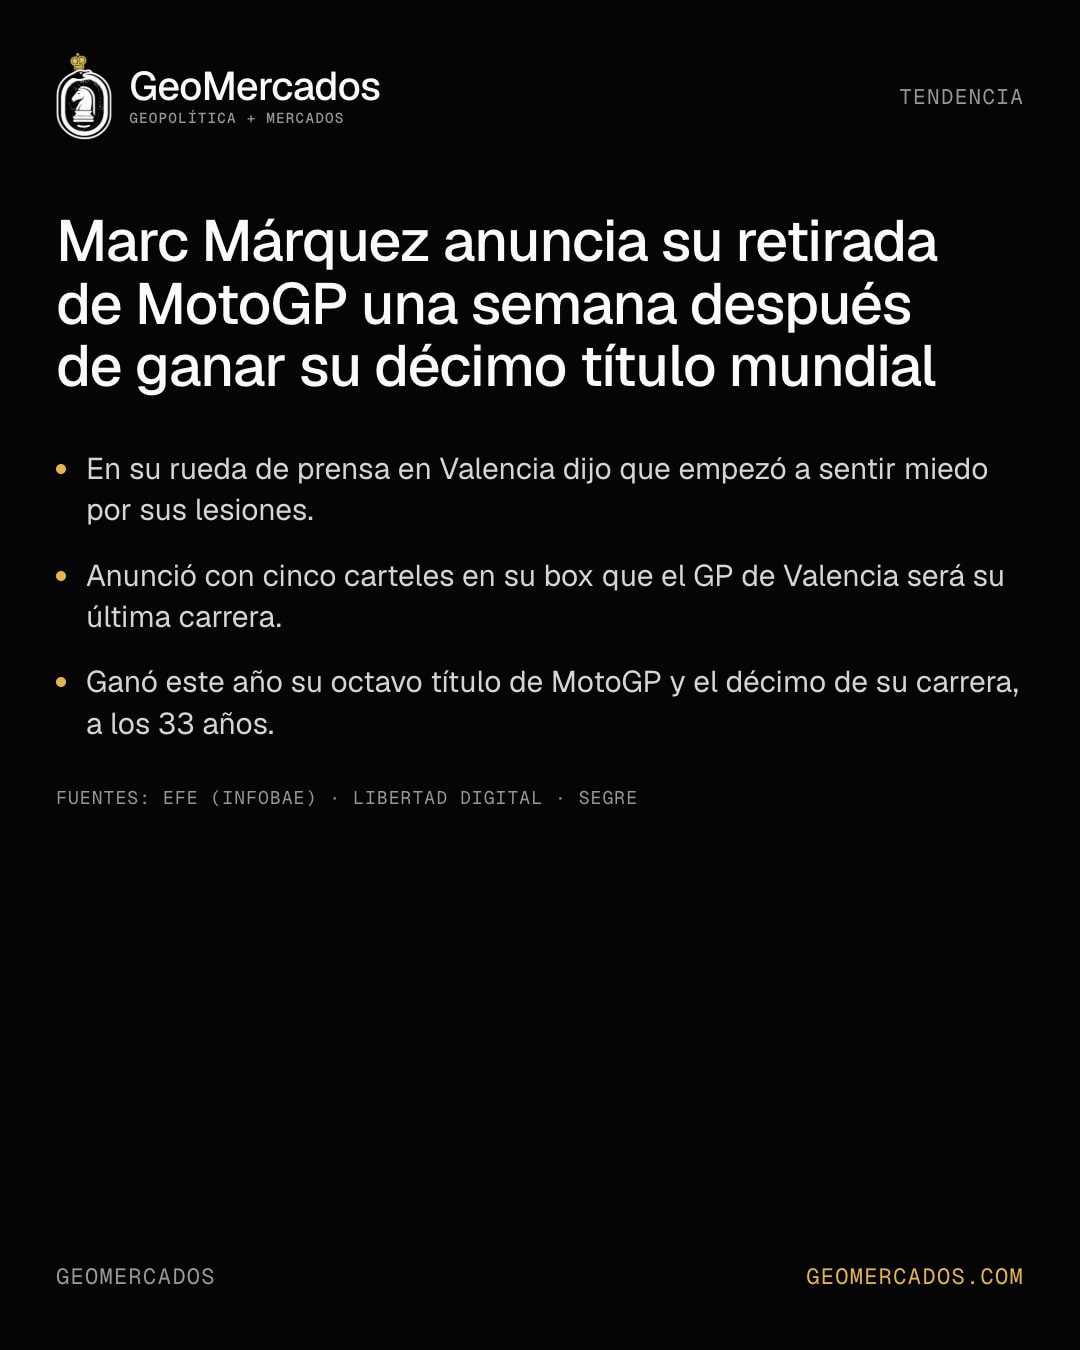 GeoMercados
GEOPOLÍTICA + MERCADOS
TENDENCIA
Marc Márquez anuncia su retirada
de MotoGP una semana después
de ganar su décimo título mundial
• En su rueda de prensa en Valencia dijo que empezó a sentir miedo
por sus lesiones.
• Anunció con cinco carteles en su box que el GP de Valencia será su
última carrera.
• Ganó este año su octavo título de MotoGP y el décimo de su carrera,
a los 33 años.
FUENTES: EFE (INFOBAE) · LIBERTAD DIGITAL · SEGRE
GEOMERCADOS
GEOMERCADOS.COM